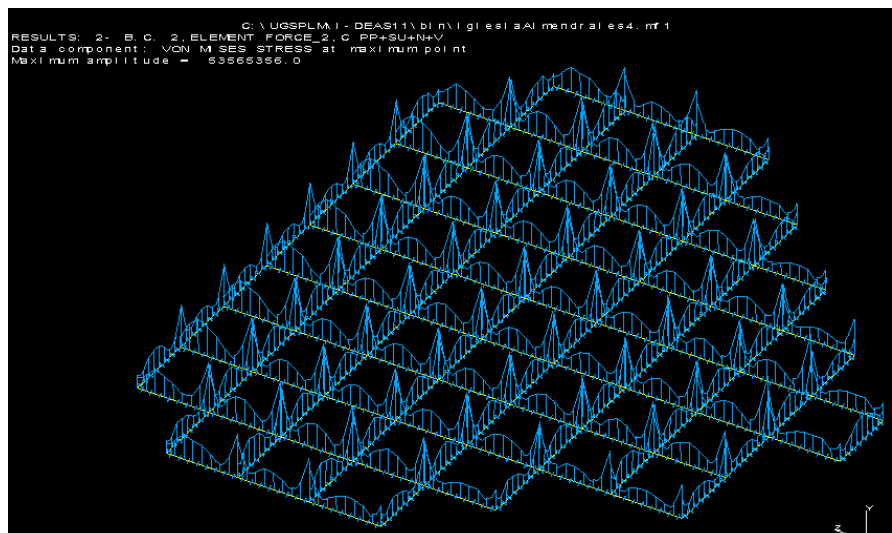 C:\UGSPLM\I-DEAS11\bin\IglesiaAlmendrales4.mf1
RESULTS: 2- B.C. 2,ELEMENT FORCE_2,C PP+SU+N+V
Data component: VON MISES STRESS at maximum point
Maximum amplitude = 53565356.0
Y
Z